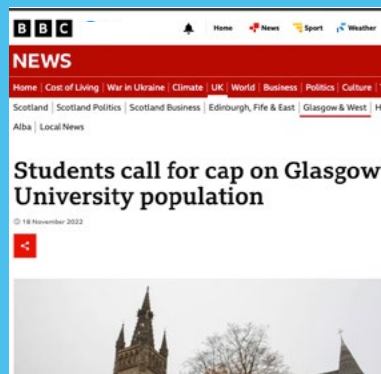 BBC Home News Sport Weather
NEWS
Home Cost of Living War in Ukraine Climate UK World Business Politics Culture
Scotland Scotland Politics Scotland Business Edinburgh, Fife & East Glasgow & West H
Alba Local News
Students call for cap on Glasgow
University population
18 November 2022